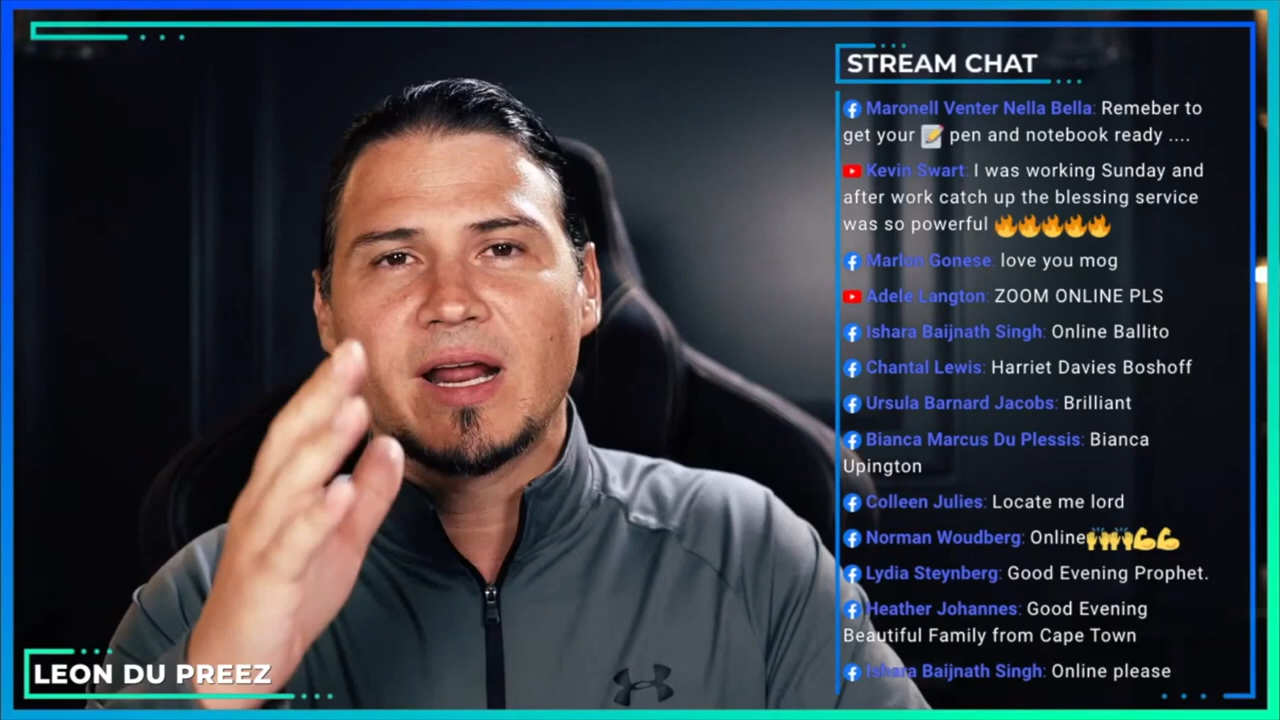 STREAM CHAT
Maronell Venter Nella Bella: Remeber to
get your 📝 pen and notebook ready ....
Kevin Swart: I was working Sunday and
after work catch up the blessing service
was so powerful 🔥🔥🔥🔥🔥
Marlon Gonese: love you mog
Adele Langton: ZOOM ONLINE PLS
Ishara Baijnath Singh: Online Ballito
Chantal Lewis: Harriet Davies Boshoff
Ursula Barnard Jacobs: Brilliant
Bianca Marcus Du Plessis: Bianca
Upington
Colleen Julies: Locate me lord
Norman Woudberg: Online🙌🙌💪💪
Lydia Steynberg: Good Evening Prophet.
Heather Johannes: Good Evening
Beautiful Family from Cape Town
Ishara Baijnath Singh: Online please
LEON DU PREEZ